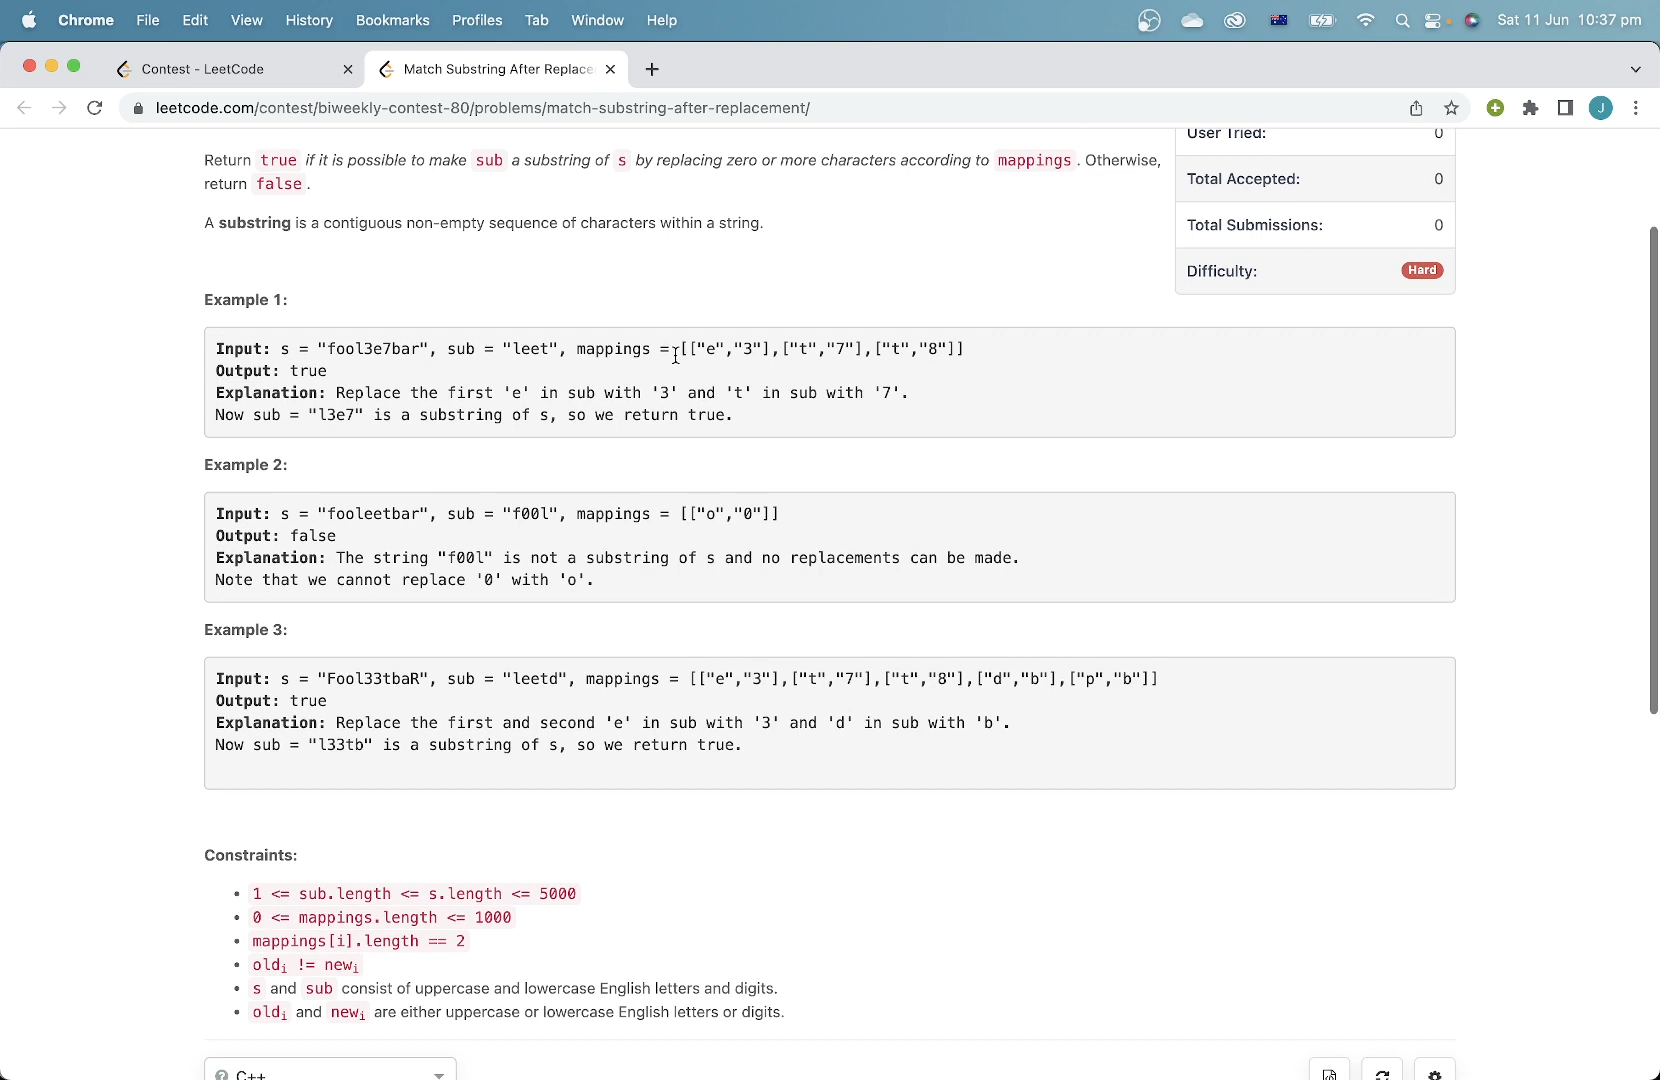 Chrome File Edit View History Bookmarks Profiles Tab Window Help Sat 11 Jun 10:37 pm
Contest - LeetCode Match Substring After Replace
leetcode.com/contest/biweekly-contest-80/problems/match-substring-after-replacement/ J
User Tried: 0
Total Accepted: 0
Total Submissions: 0
Difficulty: Hard
Return true if it is possible to make sub a substring of s by replacing zero or more characters according to mappings. Otherwise,
return false.
A substring is a contiguous non-empty sequence of characters within a string.
Example 1:
Input: s = "fool3e7bar", sub = "leet", mappings = [["e","3"],["t","7"],["t","8"]]
Output: true
Explanation: Replace the first 'e' in sub with '3' and 't' in sub with '7'.
Now sub = "l3e7" is a substring of s, so we return true.
Example 2:
Input: s = "fooleetbar", sub = "f00l", mappings = [["o","0"]]
Output: false
Explanation: The string "f00l" is not a substring of s and no replacements can be made.
Note that we cannot replace '0' with 'o'.
Example 3:
Input: s = "Fool33tbaR", sub = "leetd", mappings = [["e","3"],["t","7"],["t","8"],["d","b"],["p","b"]]
Output: true
Explanation: Replace the first and second 'e' in sub with '3' and 'd' in sub with 'b'.
Now sub = "l33tb" is a substring of s, so we return true.
Constraints:
1 <= sub.length <= s.length <= 5000
0 <= mappings.length <= 1000
mappings[i].length == 2
oldi != newi
s and sub consist of uppercase and lowercase English letters and digits.
oldi and newi are either uppercase or lowercase English letters or digits.
C++